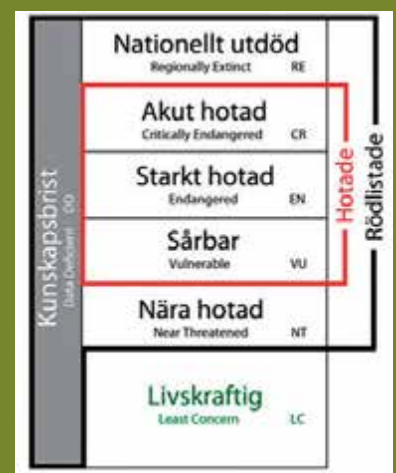 Nationellt utdöd
Regionally Extinct RE
Akut hotad
Critically Endangered CR
Starkt hotad
Endangered EN
Sårbar
Vulnerable VU
Nära hotad
Near Threatened NT
Livskraftig
Least Concern LC
Kunskapsbrist
Data Deficient DD
Hotade
Rödlistade